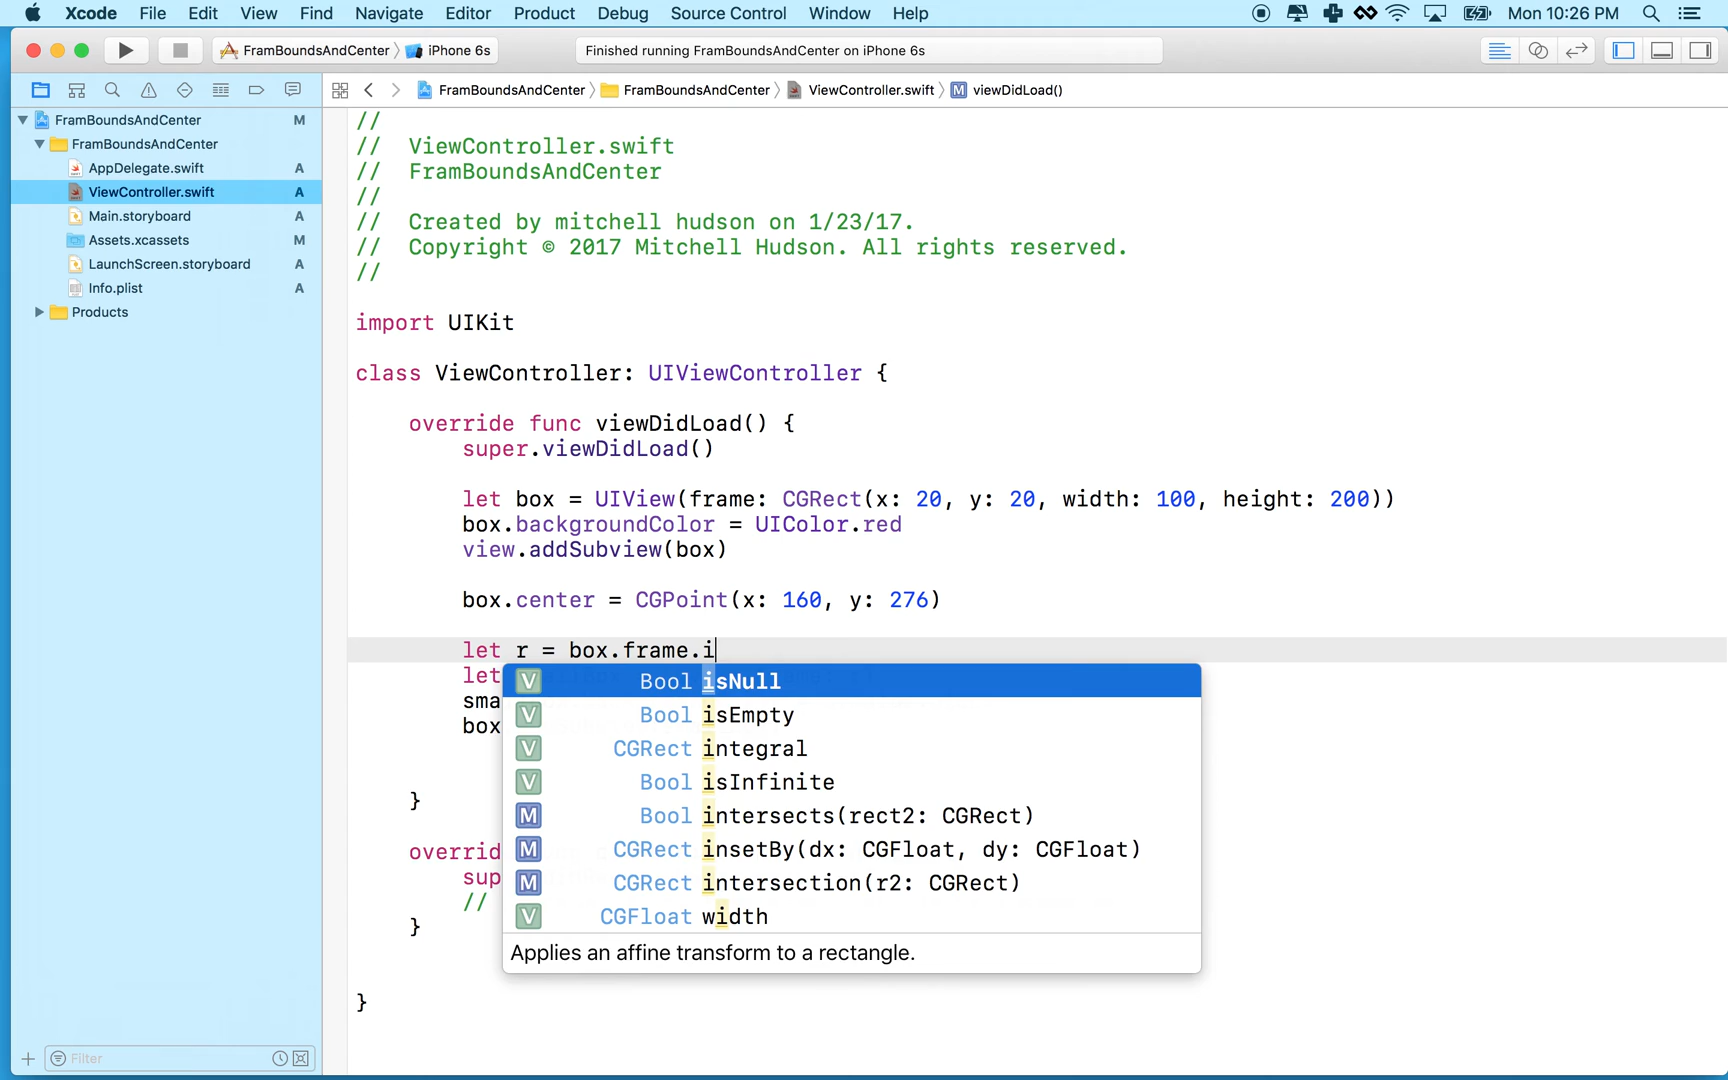 Xcode File Edit View Find Navigate Editor Product Debug Source Control Window Help Mon 10:26 PM
FramBoundsAndCenter iPhone 6s Finished running FramBoundsAndCenter on iPhone 6s
FramBoundsAndCenter FramBoundsAndCenter ViewController.swift M viewDidLoad()
FramBoundsAndCenter M
FramBoundsAndCenter
AppDelegate.swift A
ViewController.swift A
Main.storyboard A
Assets.xcassets M
LaunchScreen.storyboard A
Info.plist A
Products
Filter
//
// ViewController.swift
// FramBoundsAndCenter
//
// Created by mitchell hudson on 1/23/17.
// Copyright © 2017 Mitchell Hudson. All rights reserved.
//
import UIKit
class ViewController: UIViewController {
override func viewDidLoad() {
super.viewDidLoad()
let box = UIView(frame: CGRect(x: 20, y: 20, width: 100, height: 200))
box.backgroundColor = UIColor.red
view.addSubview(box)
box.center = CGPoint(x: 160, y: 276)
let r = box.frame.i
let
sma
box
V Bool isNull
V Bool isEmpty
V CGRect integral
V Bool isInfinite
M Bool intersects(rect2: CGRect)
M CGRect insetBy(dx: CGFloat, dy: CGFloat)
M CGRect intersection(r2: CGRect)
V CGFloat width
Applies an affine transform to a rectangle.
}
overrid
sup
//
}
}